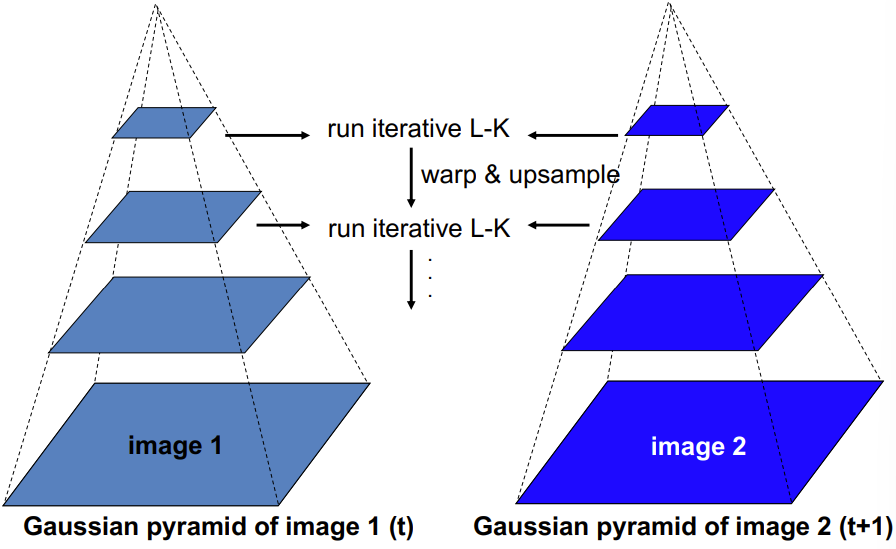 run iterative L-K
warp & upsample
run iterative L-K
.
.
.
image 1
image 2
Gaussian pyramid of image 1 (t)
Gaussian pyramid of image 2 (t+1)